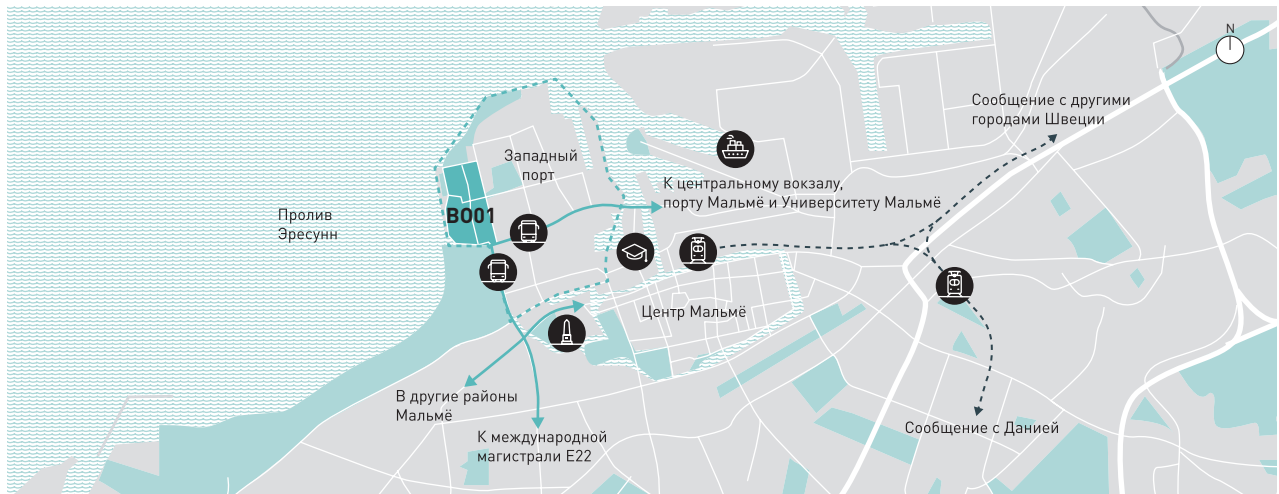 N
Сообщение с другими
городами Швеции
Западный
порт
К центральному вокзалу,
порту Мальмё и Университету Мальмё
BO01
Пролив
Эресунн
Центр Мальмё
В другие районы
Мальмё
Сообщение с Данией
К международной
магистрали E22